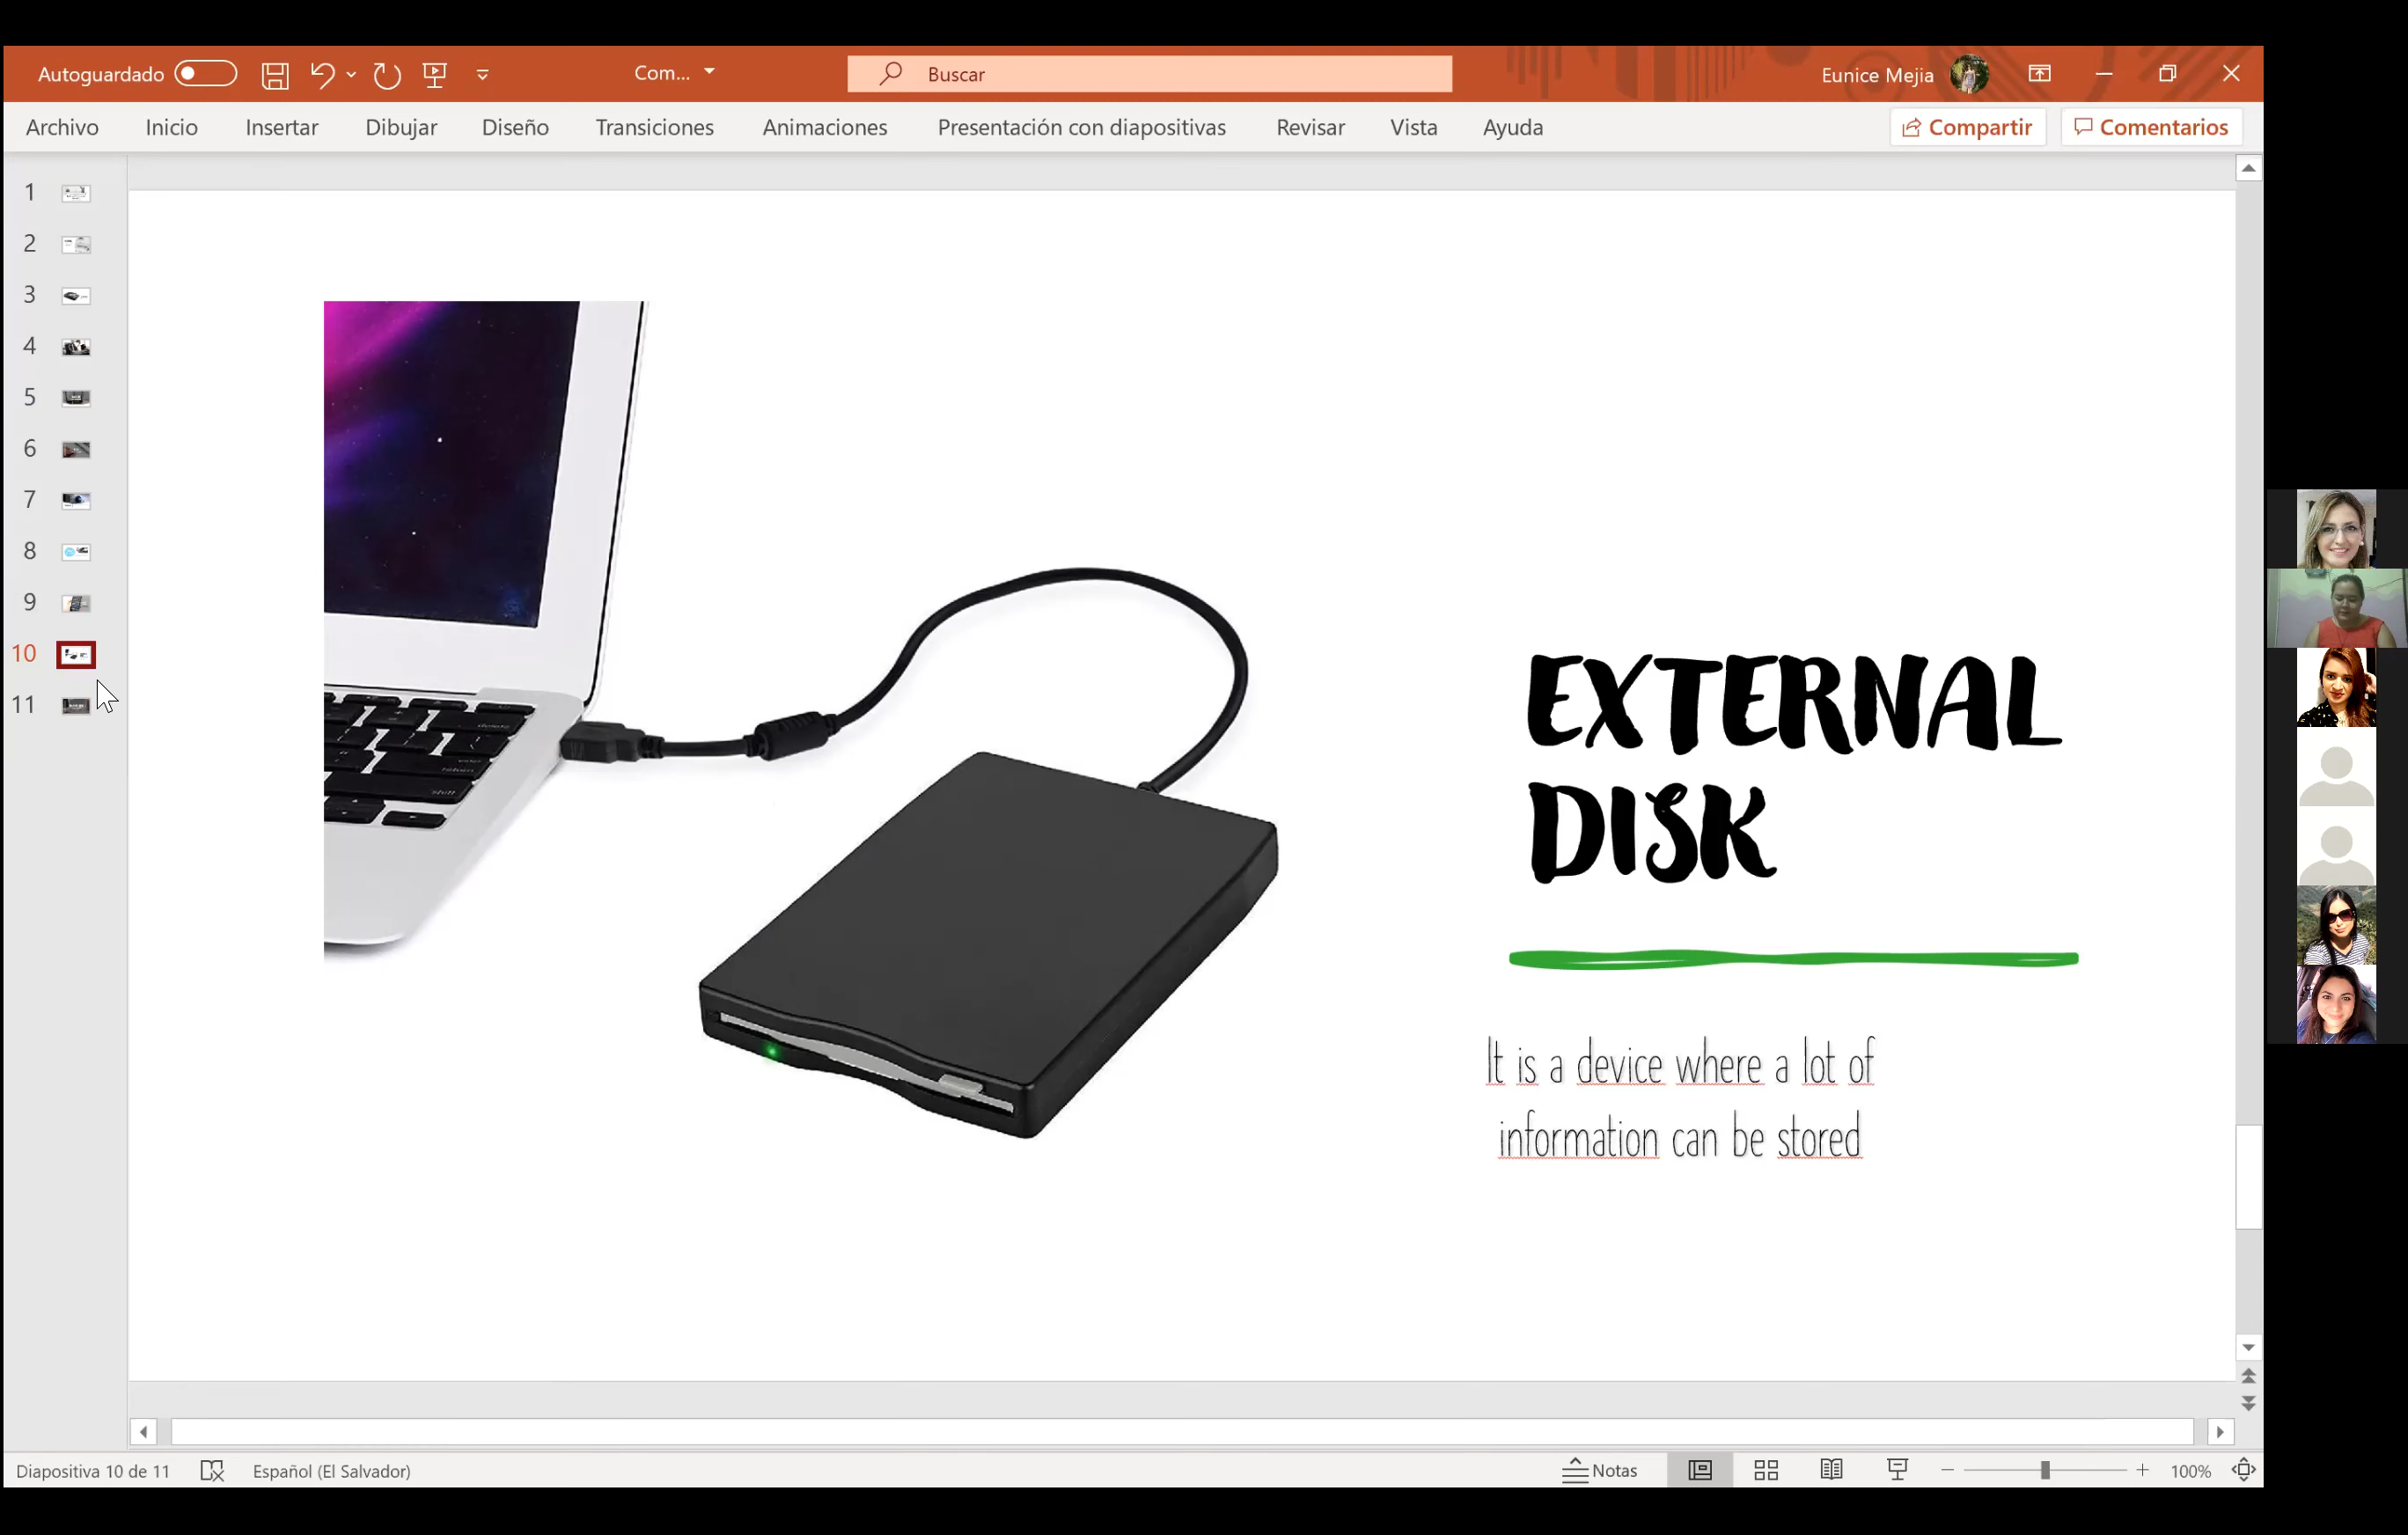 Autoguardado
Com...
Buscar
Eunice Mejia
Archivo Inicio Insertar Dibujar Diseño Transiciones Animaciones Presentación con diapositivas Revisar Vista Ayuda Compartir Comentarios
1
2
3
4
5
6
7
8
9
10
11
EXTERNAL
DISK
It is a device where a lot of
information can be stored
Diapositiva 10 de 11 Español (El Salvador) Notas 100%